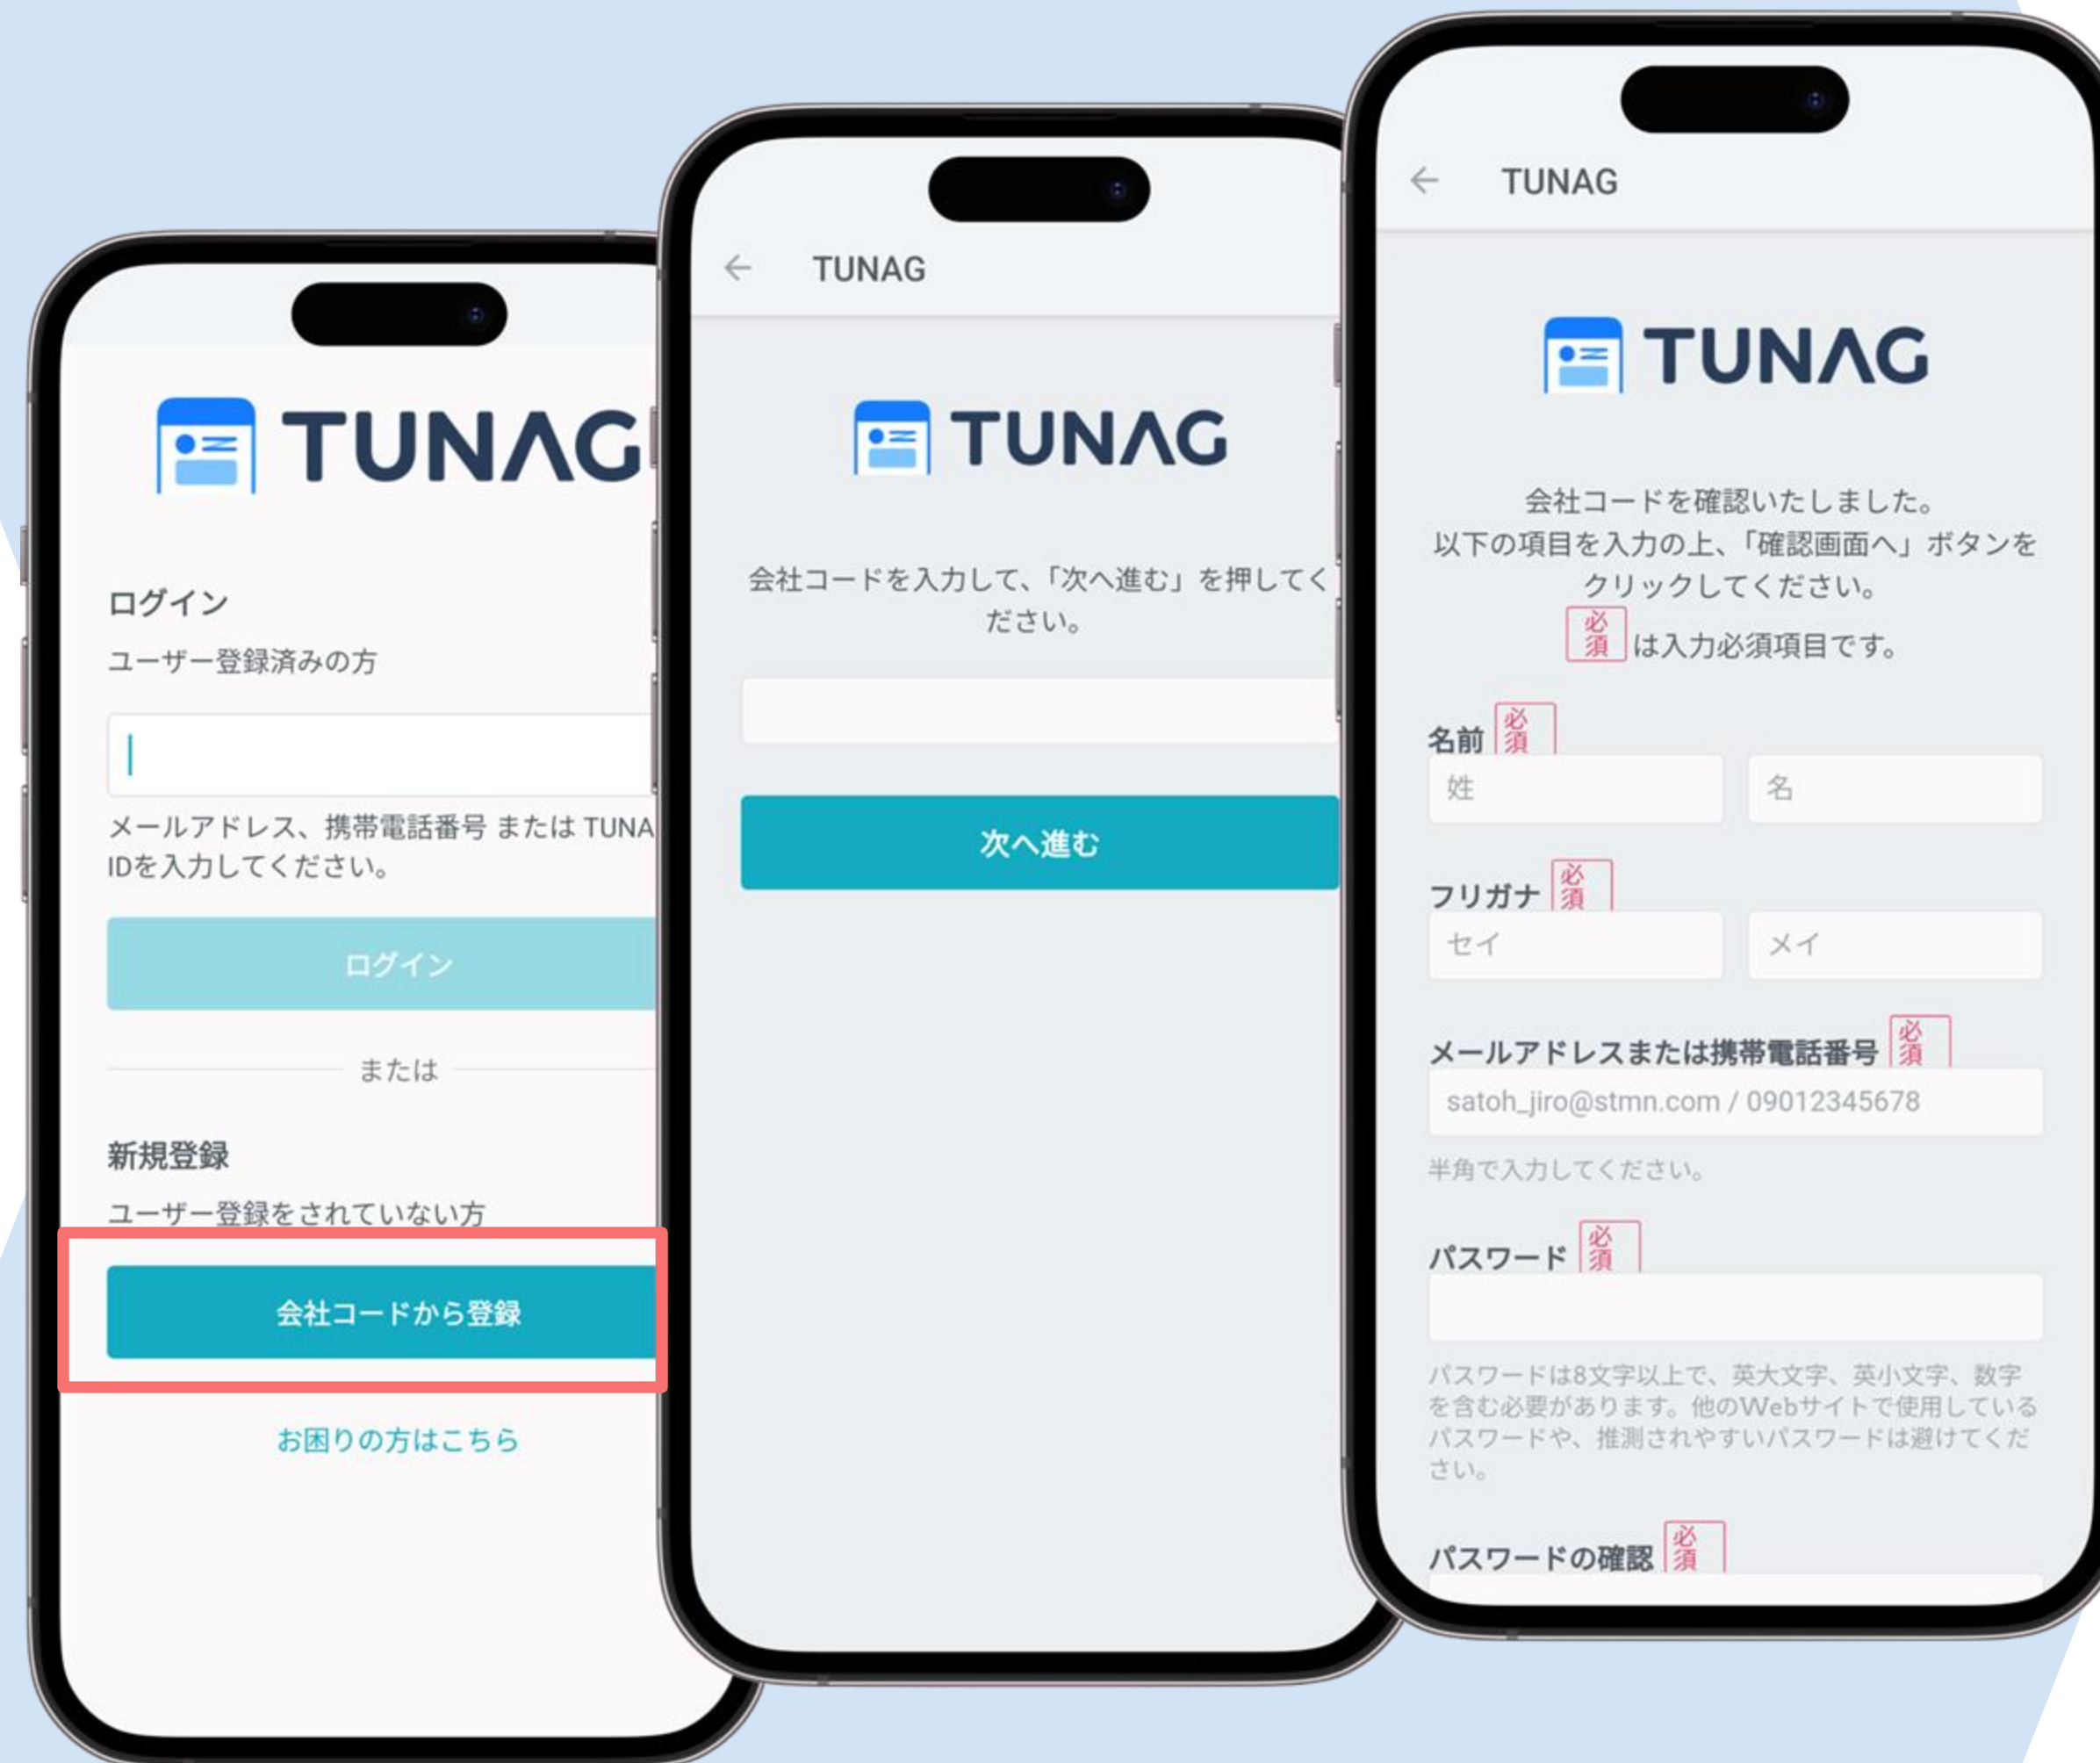 TUNAG
ログイン
ユーザー登録済みの方
メールアドレス、携帯電話番号 または TUNA
IDを入力してください。
ログイン
または
新規登録
ユーザー登録をされていない方
会社コードから登録
お困りの方はこちら
TUNAG
TUNAG
会社コードを入力して、「次へ進む」を押してく
ださい。
次へ進む
TUNAG
TUNAG
会社コードを確認いたしました。
以下の項目を入力の上、「確認画面へ」ボタンを
クリックしてください。
必須 は入力必須項目です。
名前 必須
姓 名
フリガナ 必須
セイ メイ
メールアドレスまたは携帯電話番号 必須
satoh_jiro@stmn.com / 09012345678
半角で入力してください。
パスワード 必須
パスワードは8文字以上で、英大文字、英小文字、数字
を含む必要があります。他のWebサイトで使用している
パスワードや、推測されやすいパスワードは避けてくだ
さい。
パスワードの確認 必須